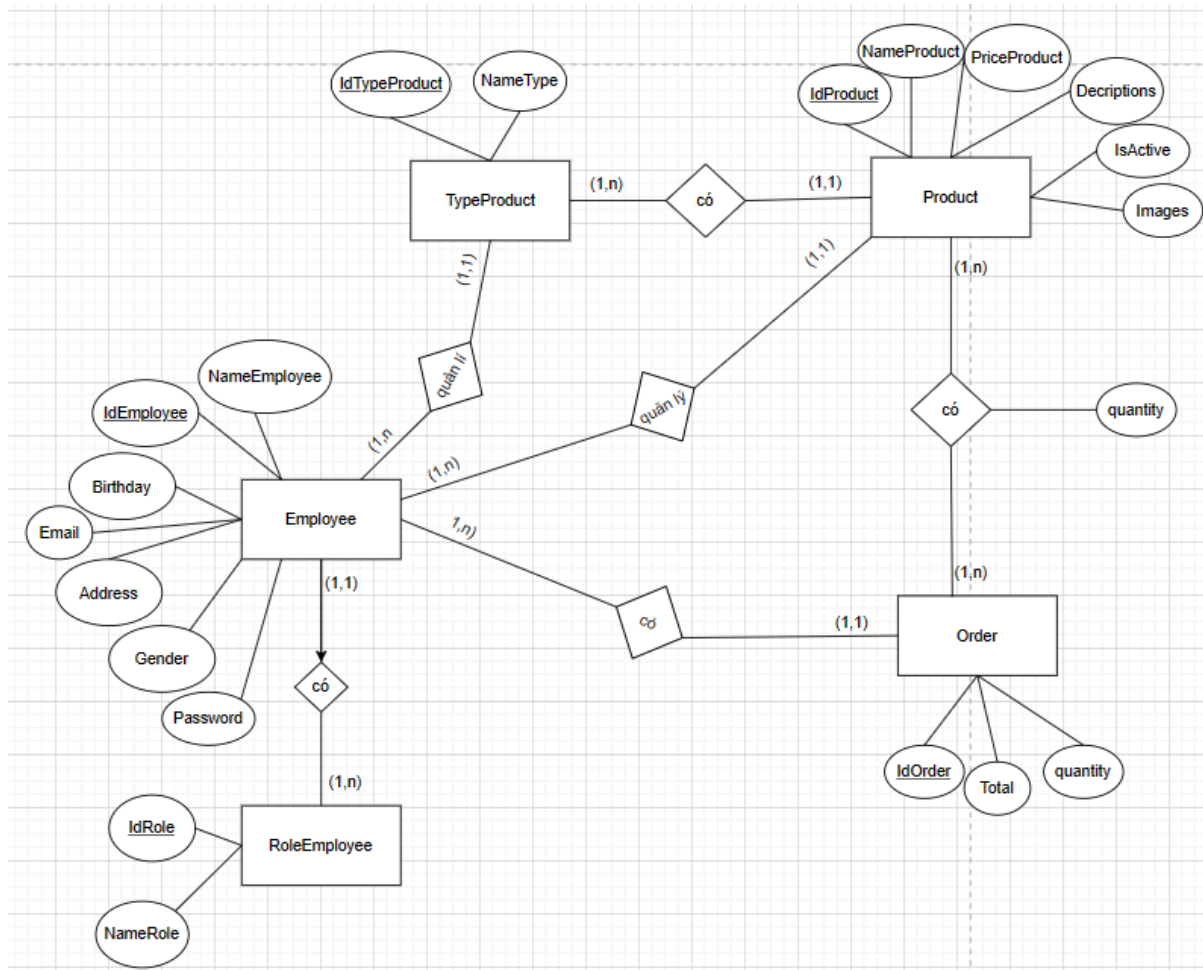 NameProduct
PriceProduct
IdTypeProduct
NameType
IdProduct
Decriptions
IsActive
Images
TypeProduct
(1,n)
có
(1,1)
Product
(1,1)
(1,1)
(1,n)
quản lí
quản lý
NameEmployee
IdEmployee
có
quantity
(1,n
(1,n)
Birthday
Email
Employee
1,n)
Address
(1,1)
(1,n)
Gender
có
(1,1)
Order
có
Password
(1,n)
IdOrder
Total
quantity
IdRole
RoleEmployee
NameRole